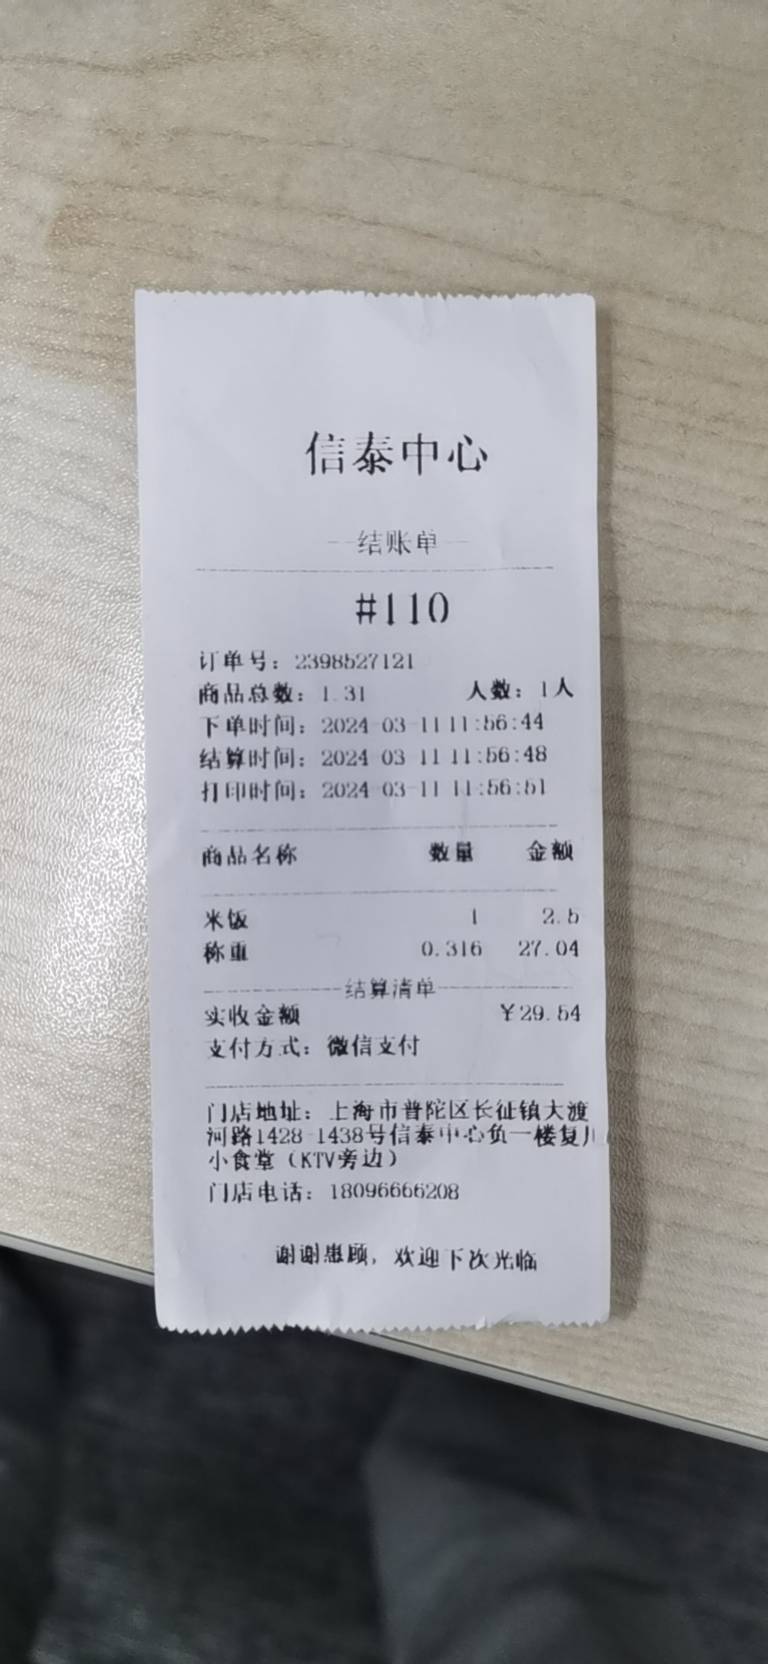 信泰中心
结账单
#110
订单号：2398527121
商品总数：1.31 人数：1人
下单时间：2024-03-11 11:56:44
结算时间：2024-03-11 11:56:48
打印时间：2024-03-11 11:56:51
商品名称 数量 金额
米饭 1 2.5
称重 0.316 27.04
结算清单
实收金额 ￥29.54
支付方式：微信支付
门店地址：上海市普陀区长征镇大渡
河路1428-1438号信泰中心负一楼复
小食堂（KTV旁边）
门店电话：18096666208
谢谢惠顾，欢迎下次光临